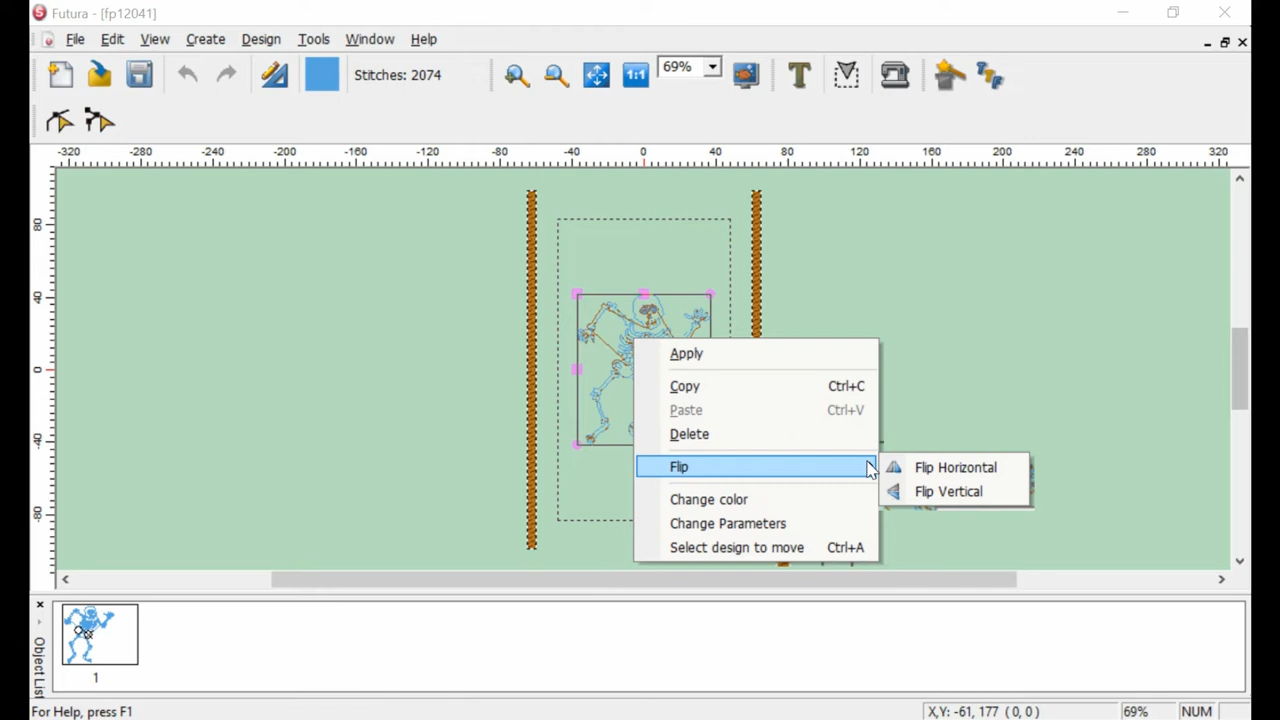 Futura - [fp12041]
File Edit View Create Design Tools Window Help
Stitches: 2074
1:1
69%
T
-320 -280 -240 -200 -160 -120 -80 -40 0 40 80 120 160 200 240 280 320
80
40
0
-40
-80
Apply
Copy Ctrl+C
Paste Ctrl+V
Delete
Flip
Flip Horizontal
Flip Vertical
Change color
Change Parameters
Select design to move Ctrl+A
Object List
1
For Help, press F1
X,Y: -61, 177 ( 0, 0 )
69%
NUM